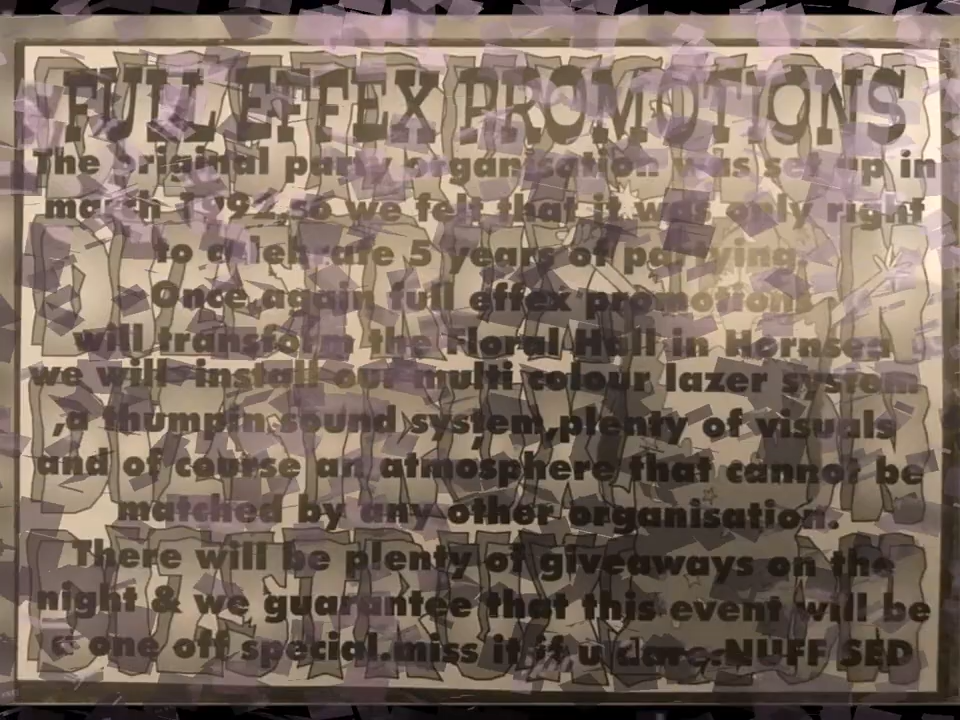 FULL EFFEX PROMOTIONS
The original party organisation was set up in
march 1992,so we felt that it was only right
to celebrate 5 years of partying.
Once again full effex promotions
will transform the Floral Hall in Hornsea
we will install our multi colour lazer system
,a thumpin sound system,plenty of visuals
and of course an atmosphere that cannot be
matched by any other organisation.
There will be plenty of giveaways on the
night & we guarantee that this event will be
a one off special.miss it if u dare.NUFF SED